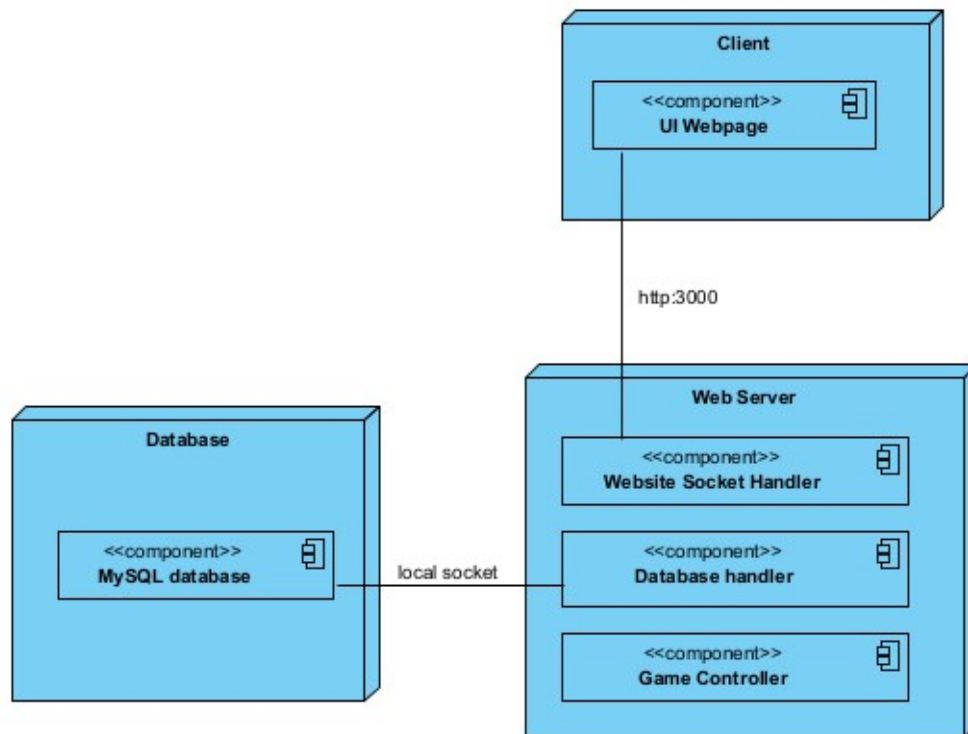 Client
<<component>>
UI Webpage
http:3000
Web Server
<<component>>
Website Socket Handler
<<component>>
Database handler
<<component>>
Game Controller
Database
<<component>>
MySQL database
local socket